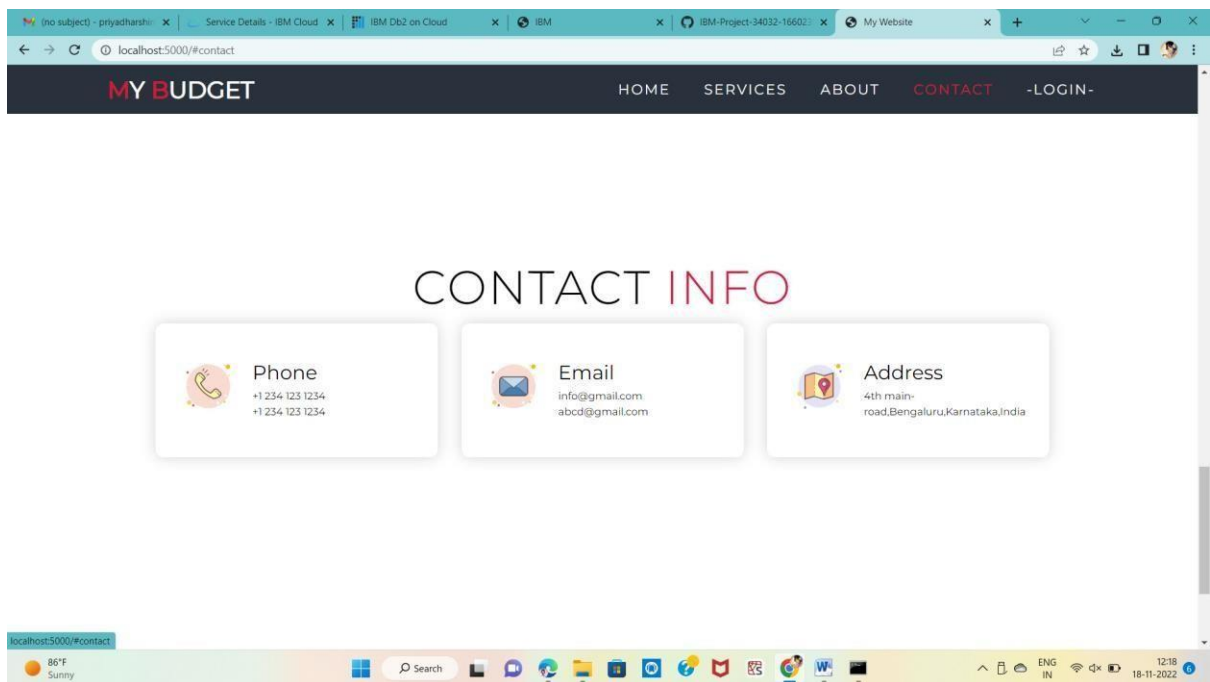 (no subject) - priyadharshin
Service Details - IBM Cloud
IBM Db2 on Cloud
IBM
IBM-Project-34032-16602
My Website
localhost:5000/#contact
MY BUDGET
HOME SERVICES ABOUT CONTACT -LOGIN-
CONTACT INFO
Phone
+1 234 123 1234
+1 234 123 1234
Email
info@gmail.com
abcd@gmail.com
Address
4th main-
road,Bengaluru,Karnataka,India
localhost:5000/#contact
86°F
Sunny
Search
ENG
IN
12:18
18-11-2022
6